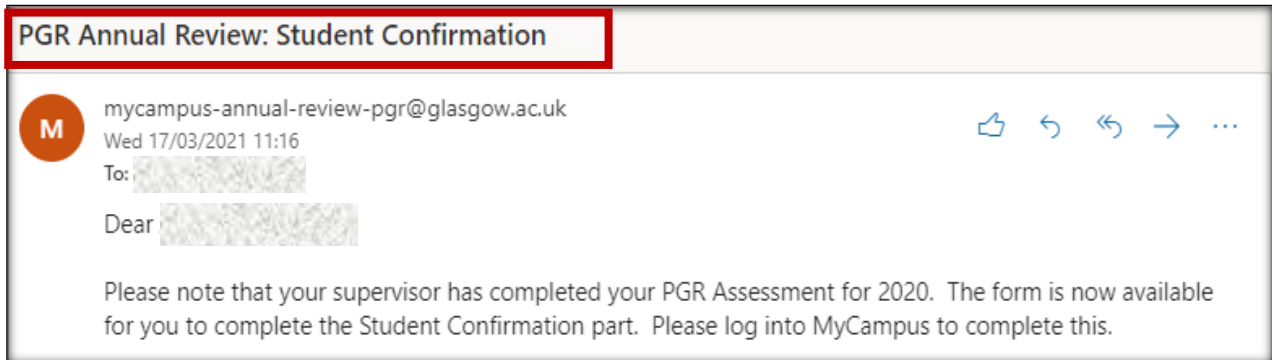 PGR Annual Review: Student Confirmation
M
mycampus-annual-review-pgr@glasgow.ac.uk
Wed 17/03/2021 11:16
To:
Dear
Please note that your supervisor has completed your PGR Assessment for 2020.  The form is now available
for you to complete the Student Confirmation part.  Please log into MyCampus to complete this.